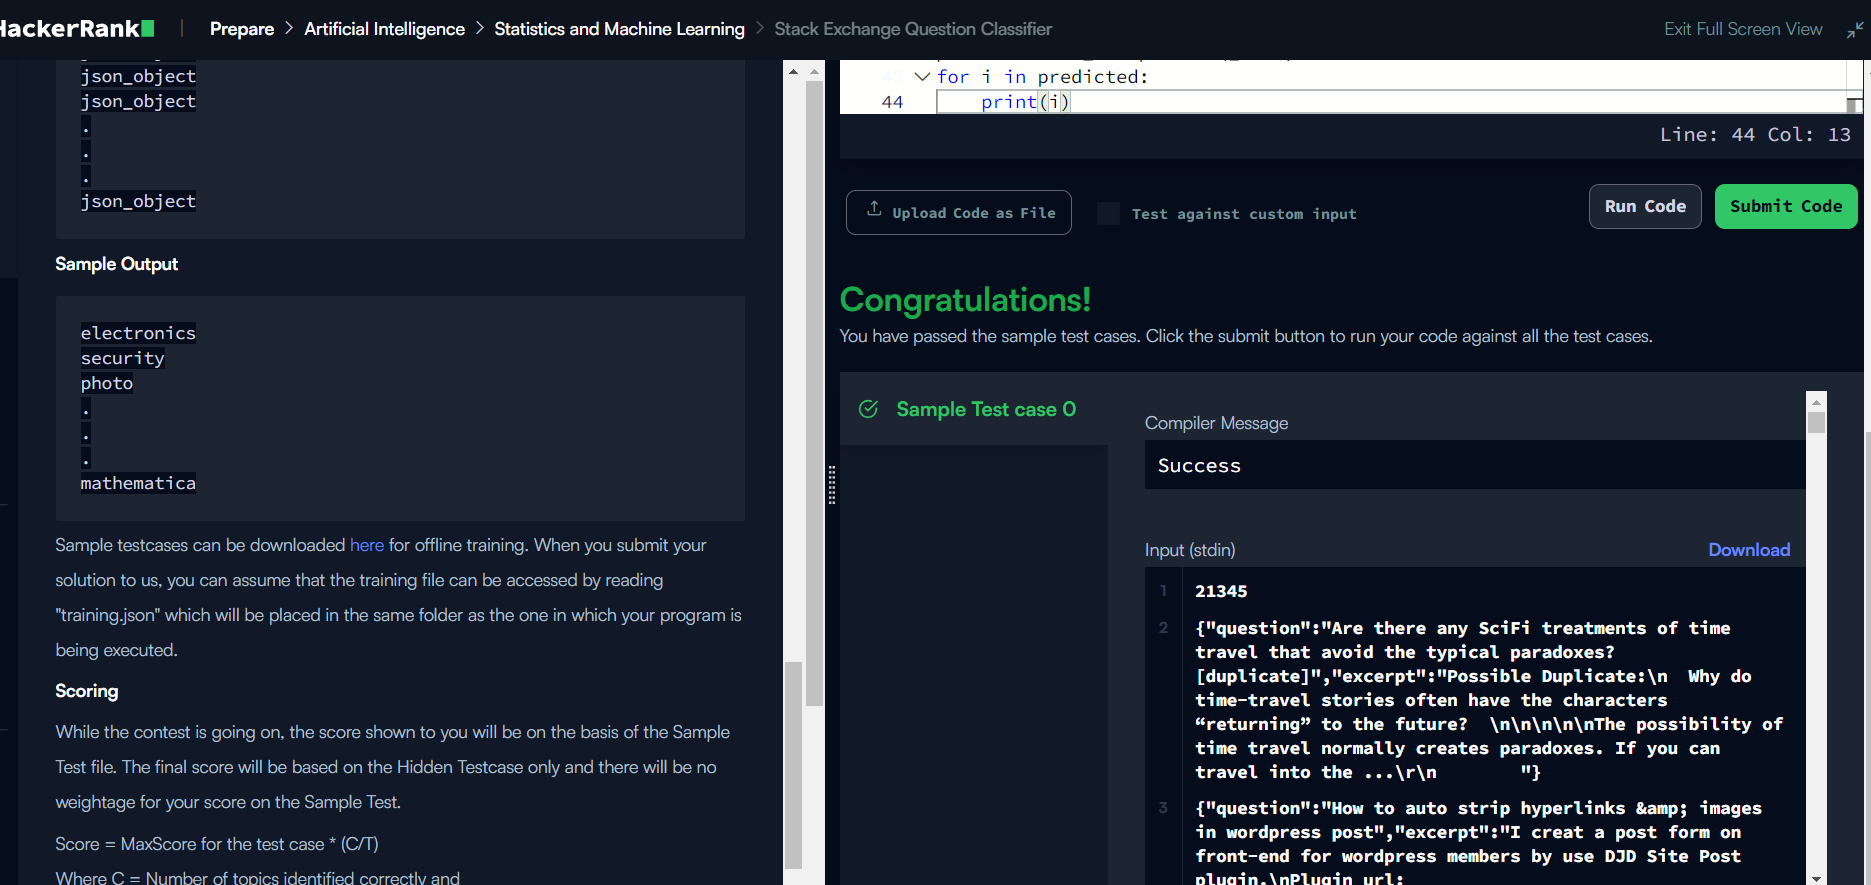 HackerRank
Prepare > Artificial Intelligence > Statistics and Machine Learning > Stack Exchange Question Classifier
Exit Full Screen View
json_object
json_object
.
.
.
json_object
Sample Output
electronics
security
photo
.
.
.
mathematica
Sample testcases can be downloaded here for offline training. When you submit your
solution to us, you can assume that the training file can be accessed by reading
"training.json" which will be placed in the same folder as the one in which your program is
being executed.
Scoring
While the contest is going on, the score shown to you will be on the basis of the Sample
Test file. The final score will be based on the Hidden Testcase only and there will be no
weightage for your score on the Sample Test.
Score = MaxScore for the test case * (C/T)
Where C = Number of topics identified correctly and
43 for i in predicted:
44 print(i)
Line: 44 Col: 13
Upload Code as File
Test against custom input
Run Code
Submit Code
Congratulations!
You have passed the sample test cases. Click the submit button to run your code against all the test cases.
Sample Test case 0
Compiler Message
Success
Input (stdin)
Download
1 21345
2 {"question":"Are there any SciFi treatments of time
travel that avoid the typical paradoxes?
[duplicate]","excerpt":"Possible Duplicate:\n  Why do
time-travel stories often have the characters
“returning” to the future?  \n\n\n\n\nThe possibility of
time travel normally creates paradoxes. If you can
travel into the ...\r\n        "}
3 {"question":"How to auto strip hyperlinks &amp; images
in wordpress post","excerpt":"I creat a post form on
front-end for wordpress members by use DJD Site Post
plugin.\nPlugin url: